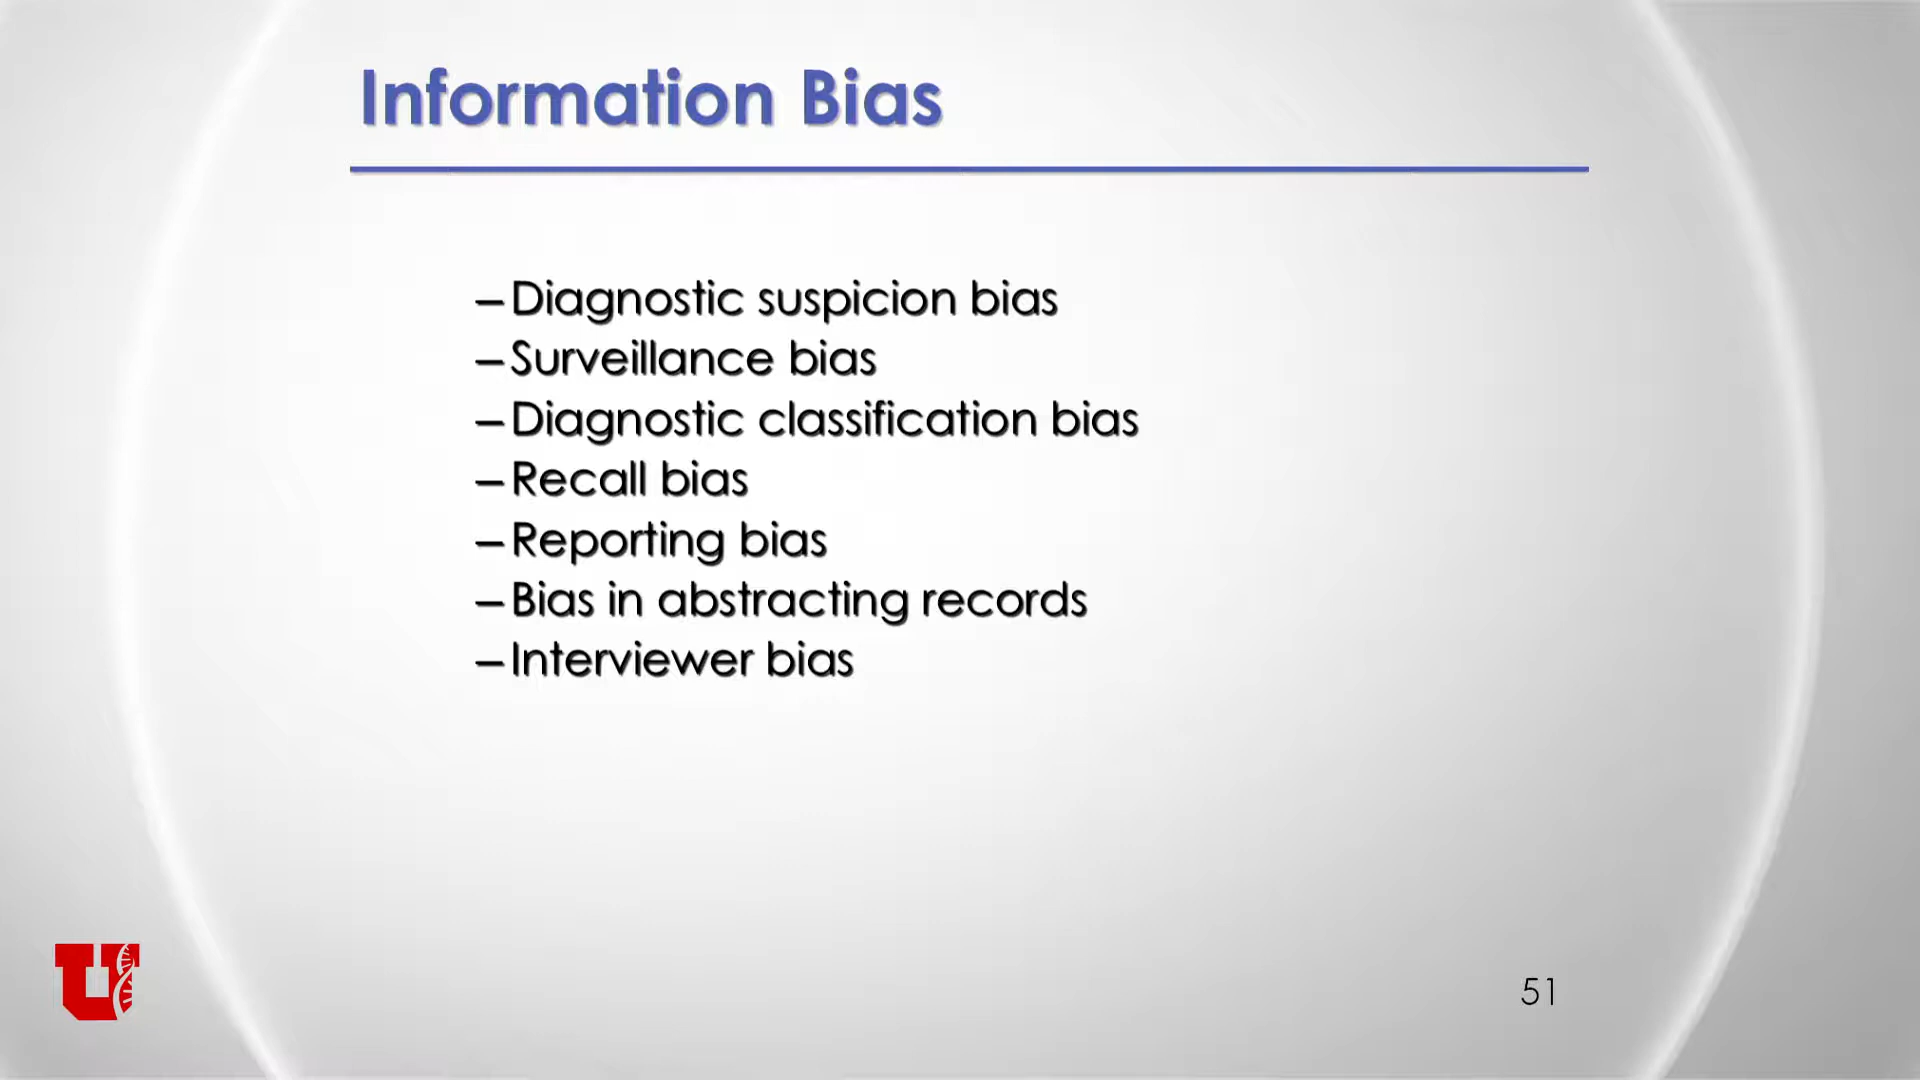 Information Bias
– Diagnostic suspicion bias
– Surveillance bias
– Diagnostic classification bias
– Recall bias
– Reporting bias
– Bias in abstracting records
– Interviewer bias
U
51